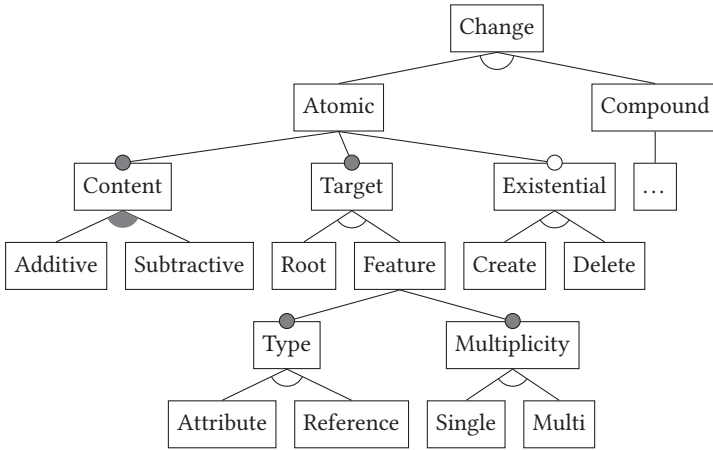 Change
Atomic
Compound
Content
Target
Existential
...
Additive
Subtractive
Root
Feature
Create
Delete
Type
Multiplicity
Attribute
Reference
Single
Multi